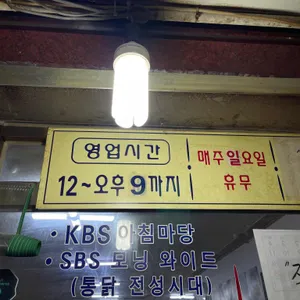 영업시간
12~오후9까지
매주일요일
휴무
• KBS 아침마당
• SBS 모닝 와이드
(통닭 전성시대)